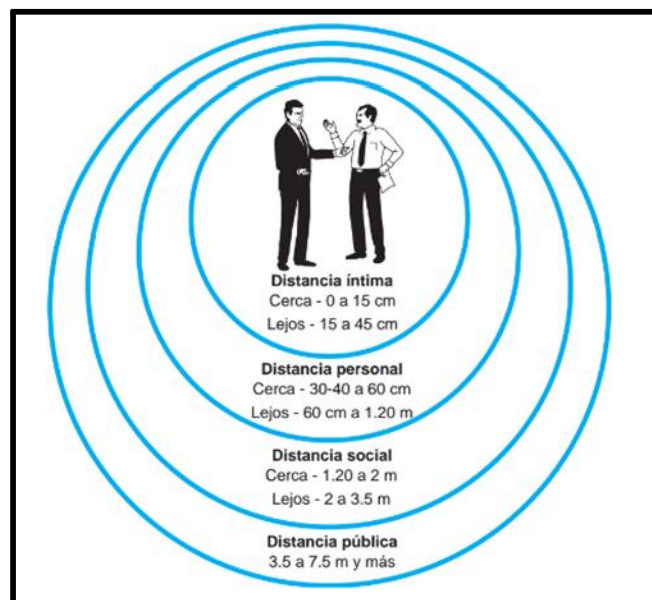 Distancia íntima
Cerca - 0 a 15 cm
Lejos - 15 a 45 cm
Distancia personal
Cerca - 30-40 a 60 cm
Lejos - 60 cm a 1.20 m
Distancia social
Cerca - 1.20 a 2 m
Lejos - 2 a 3.5 m
Distancia pública
3.5 a 7.5 m y más